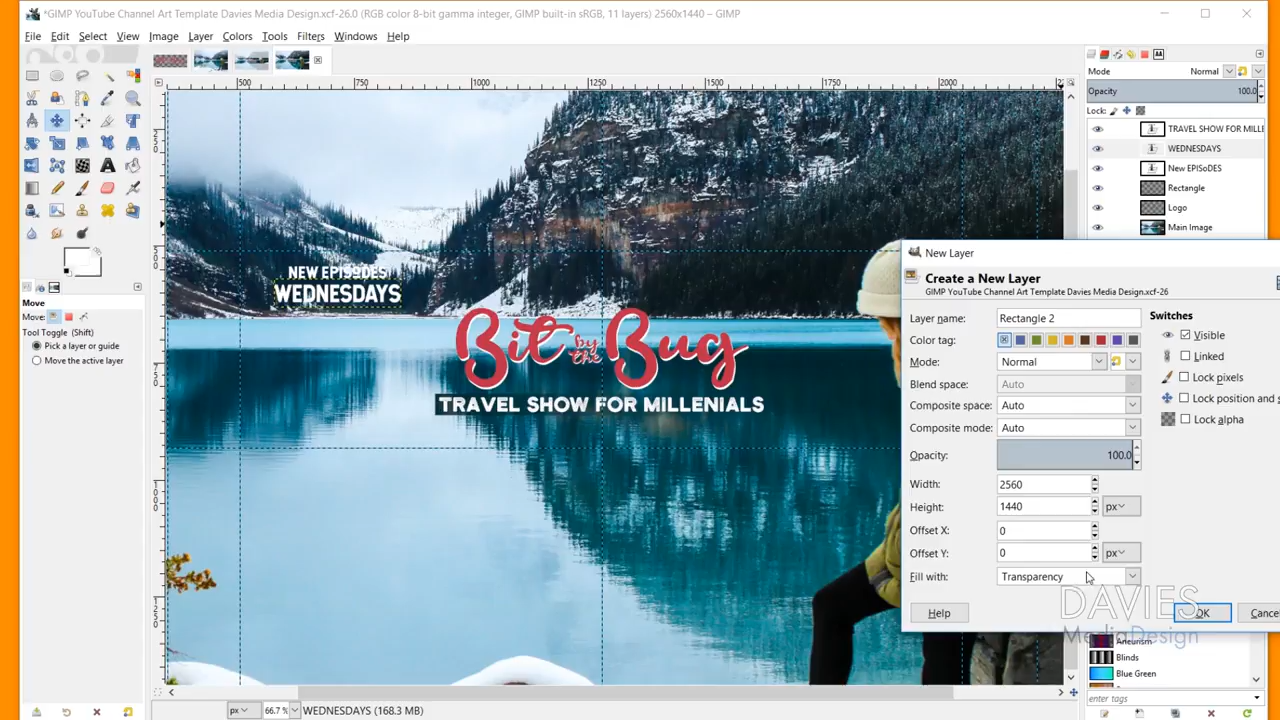 *GIMP YouTube Channel Art Template Davies Media Design.xcf-26.0 (RGB color 8-bit gamma integer, GIMP built-in sRGB, 11 layers) 2560x1440 – GIMP
File Edit Select View Image Layer Colors Tools Filters Windows Help
500 750 1000 1250 1500 1750 2000
Mode Normal
Opacity 100.0
Lock:
TRAVEL SHOW FOR MILLE
WEDNESDAYS
New EPISoDES
Rectangle
Logo
Main Image
Move
Move:
Tool Toggle (Shift)
Pick a layer or guide
Move the active layer
NEW EPISoDES
WEDNESDAYS
Bit by the Bug
TRAVEL SHOW FOR MILLENIALS
New Layer
Create a New Layer
GIMP YouTube Channel Art Template Davies Media Design.xcf-26
Layer name: Rectangle 2
Color tag:
Mode: Normal
Blend space: Auto
Composite space: Auto
Composite mode: Auto
Opacity: 100.0
Width: 2560
Height: 1440 px
Offset X: 0
Offset Y: 0 px
Fill with: Transparency
Switches
Visible
Linked
Lock pixels
Lock position and s
Lock alpha
Help OK Cance
DAVIES
MediaDesign
Aneurism
Blinds
Blue Green
enter tags
px 66.7 % WEDNESDAYS (168.3 MB)